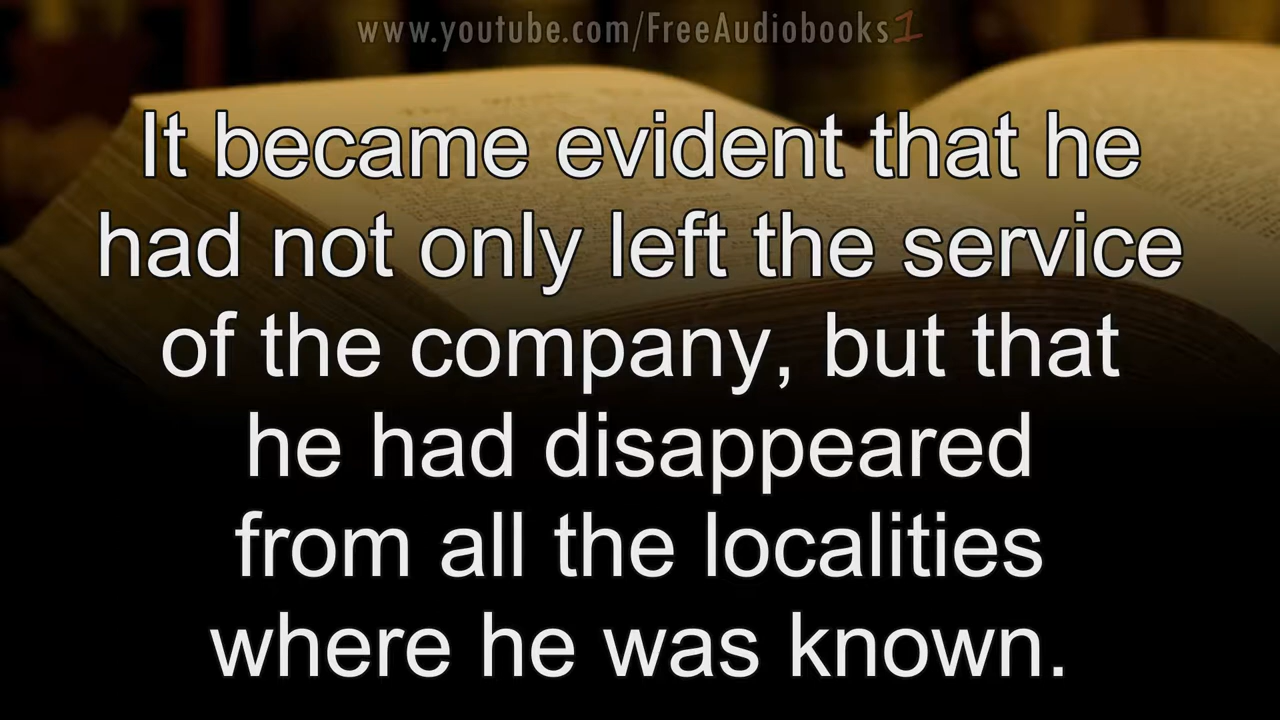 www.youtube.com/FreeAudiobooks1
It became evident that he
had not only left the service
of the company, but that
he had disappeared
from all the localities
where he was known.